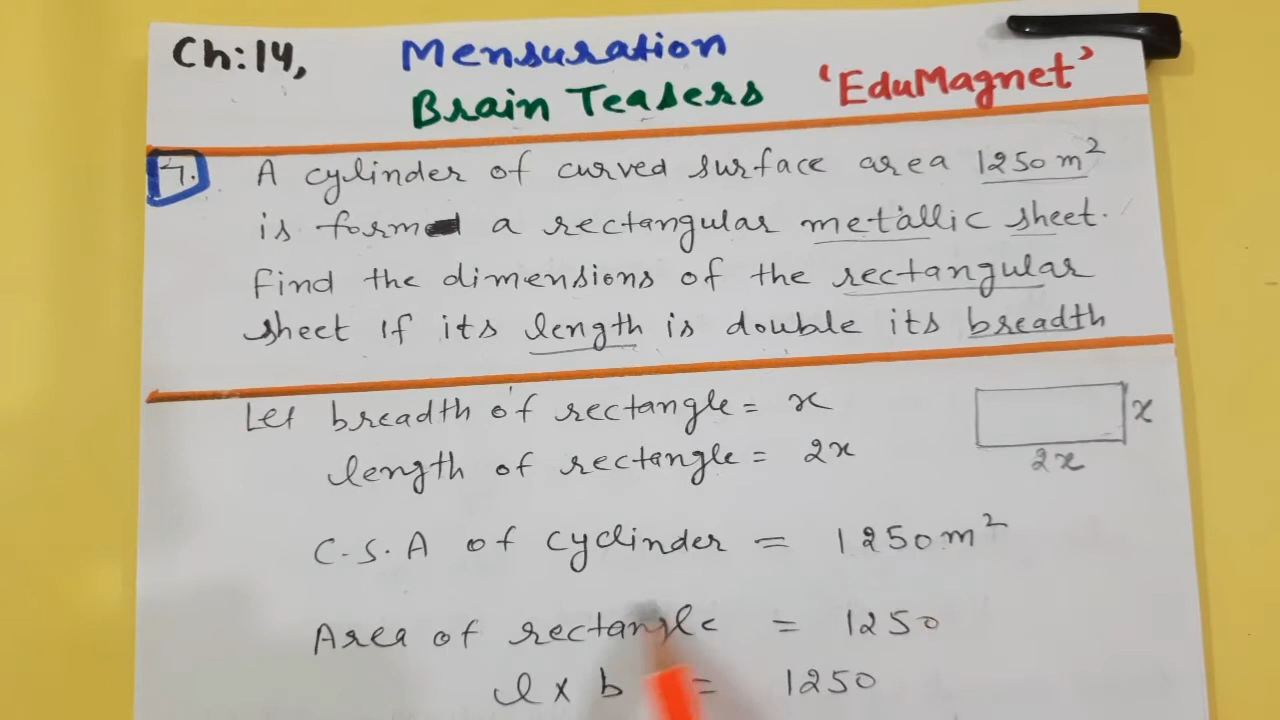 Ch:14, Mensuration
Brain Teasers 'EduMagnet'
7. A cylinder of curved surface area 1250 m²
is form a rectangular metallic sheet.
Find the dimensions of the rectangular
sheet if its length is double its breadth
Let breadth of rectangle = x
length of rectangle = 2x
x
2x
C.S.A of cyclinder = 1250 m²
Area of rectangle = 1250
l x b = 1250